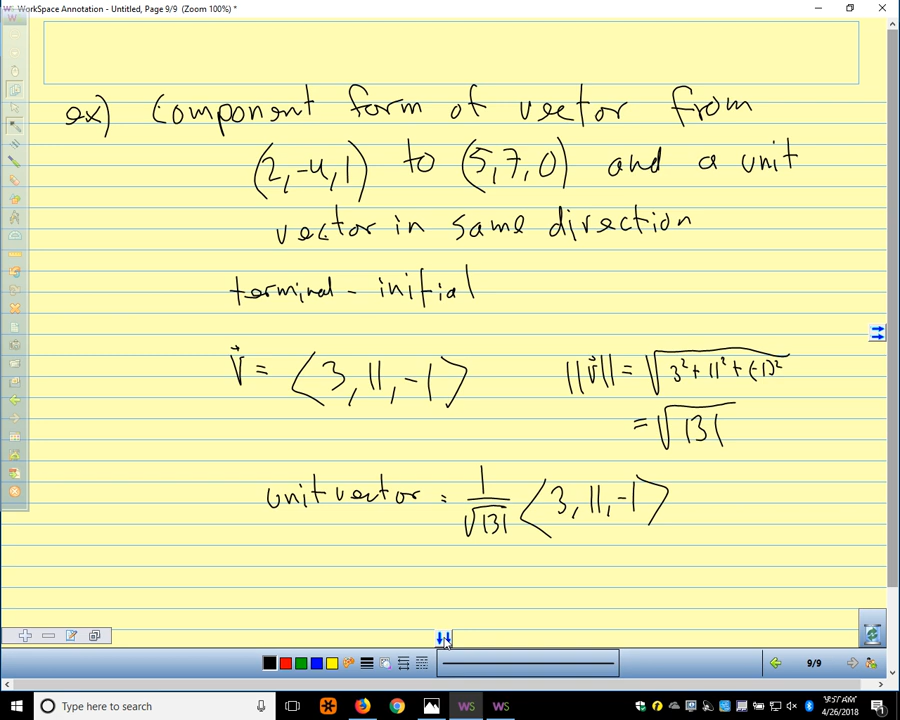 WorkSpace Annotation - Untitled, Page 9/9 (Zoom 100%) *
ex) Component form of vector from
(2,-4,1) to (5,7,0) and a unit
vector in same direction
terminal - initial
v⃗ = ⟨3, 11, -1⟩ ||v⃗|| = √(3² + 11² + (-1)²)
= √131
unit vector = 1/√131 ⟨3, 11, -1⟩
9/9
Type here to search
WS
WS
4/26/2018